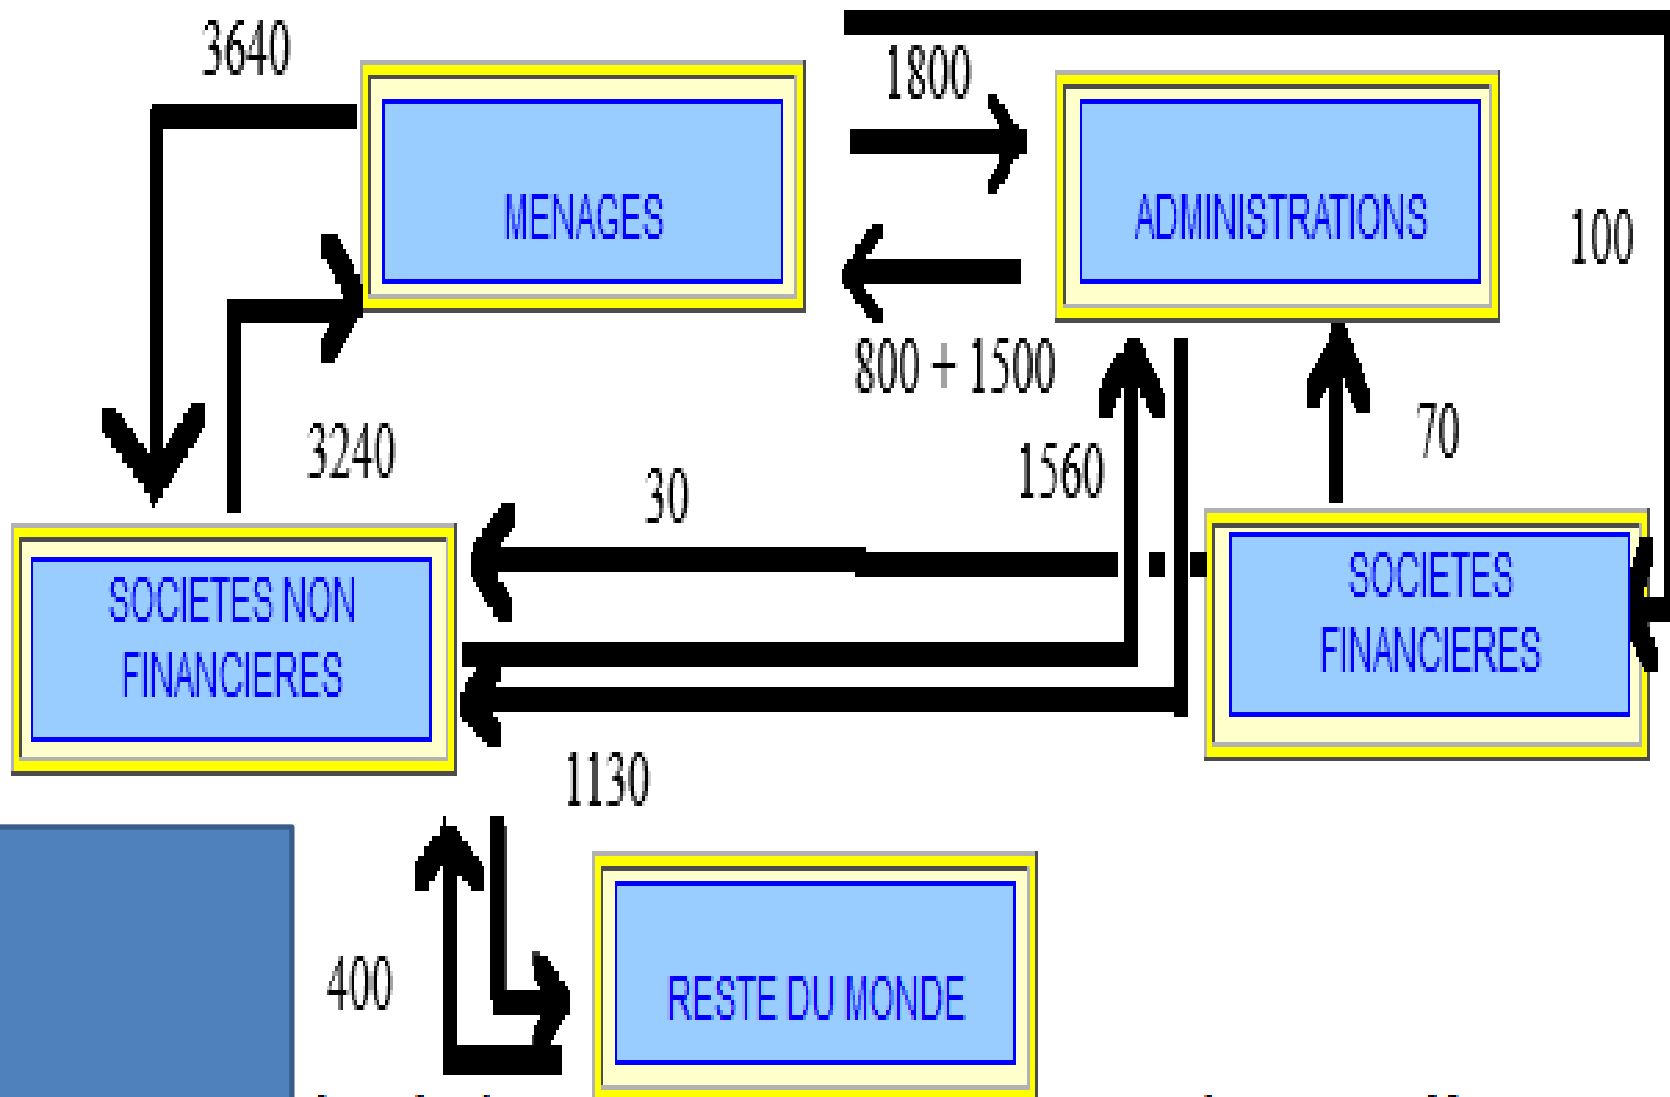 3640
1800
MENAGES
ADMINISTRATIONS
100
800 + 1500
3240
30
1560
70
SOCIETES NON
FINANCIERES
SOCIETES
FINANCIERES
1130
400
RESTE DU MONDE